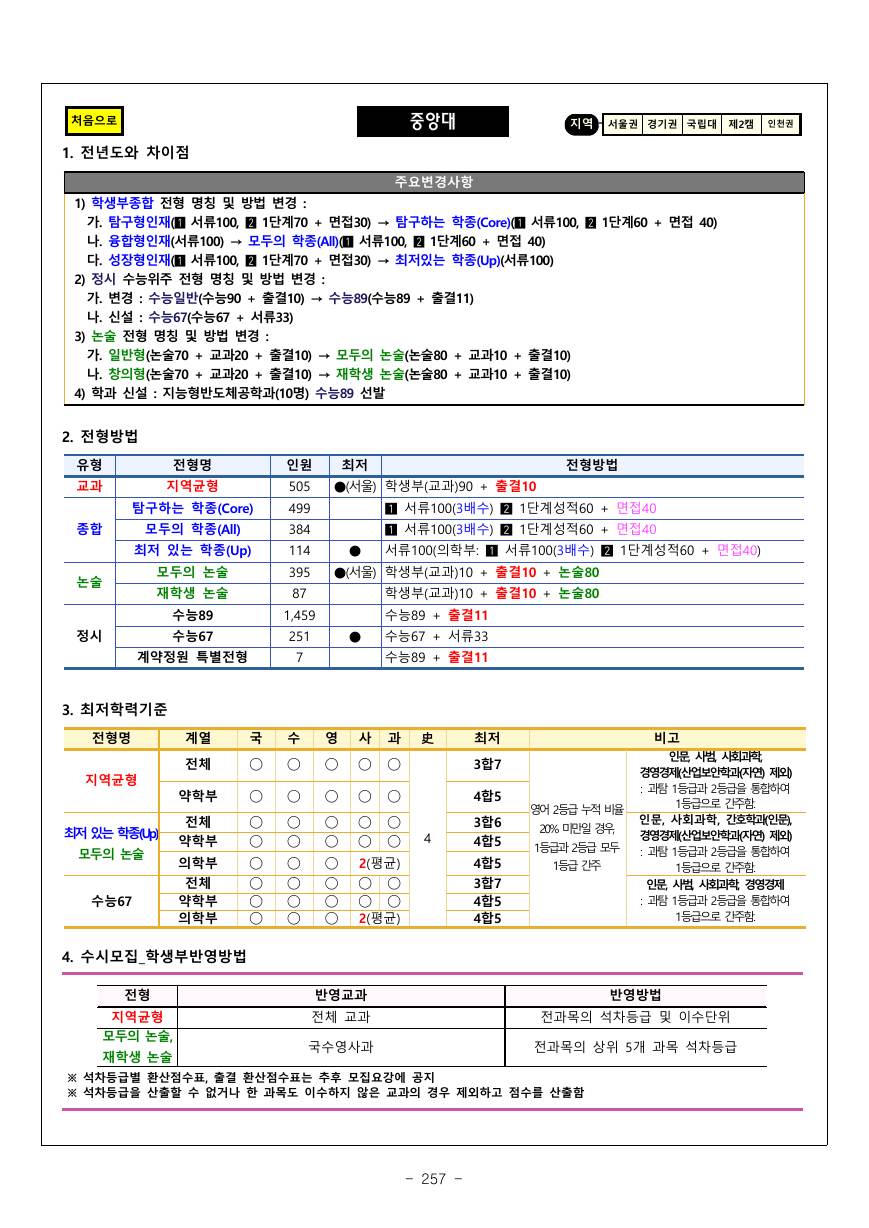 처음으로
중앙대
지역 서울권 경기권 국립대 제2캠 인천권
1. 전년도와 차이점
주요변경사항
1) 학생부종합 전형 명칭 및 방법 변경 :
가. 탐구형인재(1 서류100, 2 1단계70 + 면접30) → 탐구하는 학종(Core)(1 서류100, 2 1단계60 + 면접 40)
나. 융합형인재(서류100) → 모두의 학종(All)(1 서류100, 2 1단계60 + 면접 40)
다. 성장형인재(1 서류100, 2 1단계70 + 면접30) → 최저있는 학종(Up)(서류100)
2) 정시 수능위주 전형 명칭 및 방법 변경 :
가. 변경 : 수능일반(수능90 + 출결10) → 수능89(수능89 + 출결11)
나. 신설 : 수능67(수능67 + 서류33)
3) 논술 전형 명칭 및 방법 변경 :
가. 일반형(논술70 + 교과20 + 출결10) → 모두의 논술(논술80 + 교과10 + 출결10)
나. 창의형(논술70 + 교과20 + 출결10) → 재학생 논술(논술80 + 교과10 + 출결10)
4) 학과 신설 : 지능형반도체공학과(10명) 수능89 선발
2. 전형방법
유형 전형명 인원 최저 전형방법
교과 지역균형 505 ●(서울) 학생부(교과)90 + 출결10
종합 탐구하는 학종(Core) 499 1 서류100(3배수) 2 1단계성적60 + 면접40
모두의 학종(All) 384 1 서류100(3배수) 2 1단계성적60 + 면접40
최저 있는 학종(Up) 114 ● 서류100(의학부: 1 서류100(3배수) 2 1단계성적60 + 면접40)
논술 모두의 논술 395 ●(서울) 학생부(교과)10 + 출결10 + 논술80
재학생 논술 87 학생부(교과)10 + 출결10 + 논술80
정시 수능89 1,459 수능89 + 출결11
수능67 251 ● 수능67 + 서류33
계약정원 특별전형 7 수능89 + 출결11
3. 최저학력기준
전형명 계열 국 수 영 사 과 史 최저 비고
지역균형 전체 ○ ○ ○ ○ ○ 3합7
약학부 ○ ○ ○ ○ ○ 4합5
인문, 사범, 사회과학,
경영경제(산업보안학과(자연) 제외)
: 과탐 1등급과 2등급을 통합하여
1등급으로 간주함.
최저 있는 학종(Up)
모두의 논술
전체 ○ ○ ○ ○ ○ 3합6
약학부 ○ ○ ○ ○ ○ 4합5
의학부 ○ ○ ○ 2(평균) 4합5
4
영어 2등급 누적 비율
20% 미만일 경우,
1등급과 2등급 모두
1등급 간주
인문, 사회과학, 간호학과(인문),
경영경제(산업보안학과(자연) 제외)
: 과탐 1등급과 2등급을 통합하여
1등급으로 간주함.
수능67 전체 ○ ○ ○ ○ ○ 3합7
약학부 ○ ○ ○ ○ ○ 4합5
의학부 ○ ○ ○ 2(평균) 4합5
인문, 사범, 사회과학, 경영경제
: 과탐 1등급과 2등급을 통합하여
1등급으로 간주함.
4. 수시모집_학생부반영방법
전형 반영교과 반영방법
지역균형 전체 교과 전과목의 석차등급 및 이수단위
모두의 논술,
재학생 논술
국수영사과 전과목의 상위 5개 과목 석차등급
※ 석차등급별 환산점수표, 출결 환산점수표는 추후 모집요강에 공지
※ 석차등급을 산출할 수 없거나 한 과목도 이수하지 않은 교과의 경우 제외하고 점수를 산출함
- 257 -